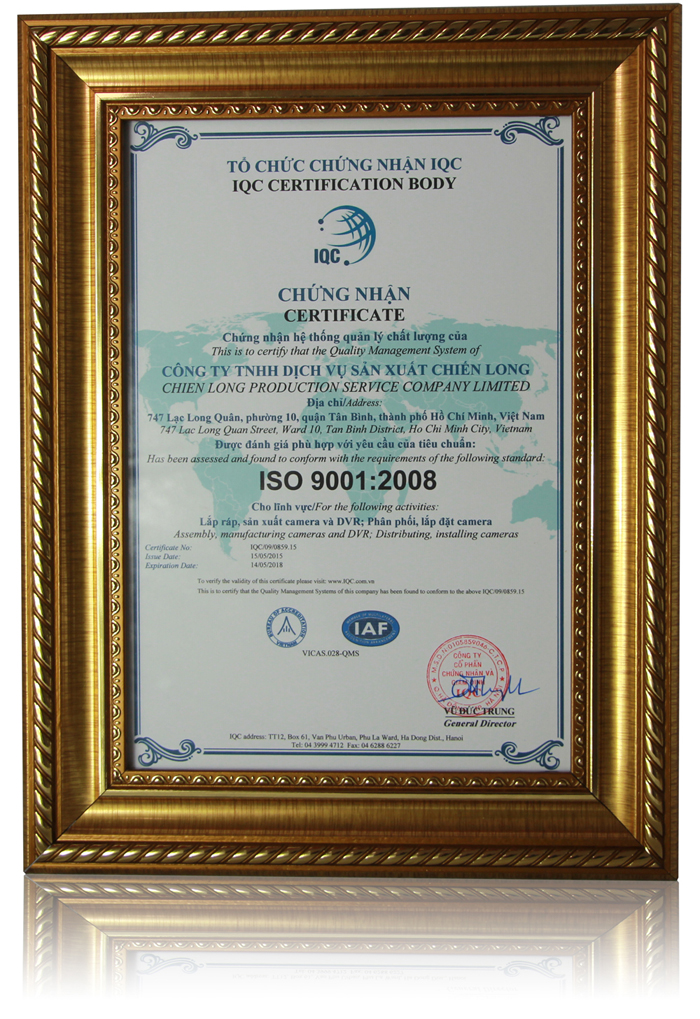 TỔ CHỨC CHỨNG NHẬN IQC
IQC CERTIFICATION BODY
IQC
CHỨNG NHẬN
CERTIFICATE
Chứng nhận hệ thống quản lý chất lượng của
This is to certify that the Quality Management System of
CÔNG TY TNHH DỊCH VỤ SẢN XUẤT CHIẾN LONG
CHIEN LONG PRODUCTION SERVICE COMPANY LIMITED
Địa chỉ/Address:
747 Lạc Long Quân, phường 10, quận Tân Bình, thành phố Hồ Chí Minh, Việt Nam
747 Lac Long Quan Street, Ward 10, Tan Binh District, Ho Chi Minh City, Vietnam
Được đánh giá phù hợp với yêu cầu của tiêu chuẩn:
Has been assessed and found to conform with the requirements of the following standard:
ISO 9001:2008
Cho lĩnh vực/For the following activities:
Lắp ráp, sản xuất camera và DVR; Phân phối, lắp đặt camera
Assembly, manufacturing cameras and DVR; Distributing, installing cameras
Certificate No: IQC/09/0859.15
Issue Date: 15/05/2015
Expiration Date: 14/05/2018
To verify the validity of this certificate please visit: www.IQC.com.vn
This is to certify that the Quality Management Systems of this company has been found to conform to the above IQC/09/0859.15
BUREAU OF ACCREDITATION
VIETNAM
IAF
VICAS.028-QMS
M.S.D.N:0105359046
CÔNG TY
CỔ PHẦN
CHỨNG NHẬN VÀ
IQC
VŨ ĐỨC TRUNG
General Director
IQC address: TT12, Box 61, Van Phu Urban, Phu La Ward, Ha Dong Dist., Hanoi
Tel: 04 3999 4712 Fax: 04 6288 6227